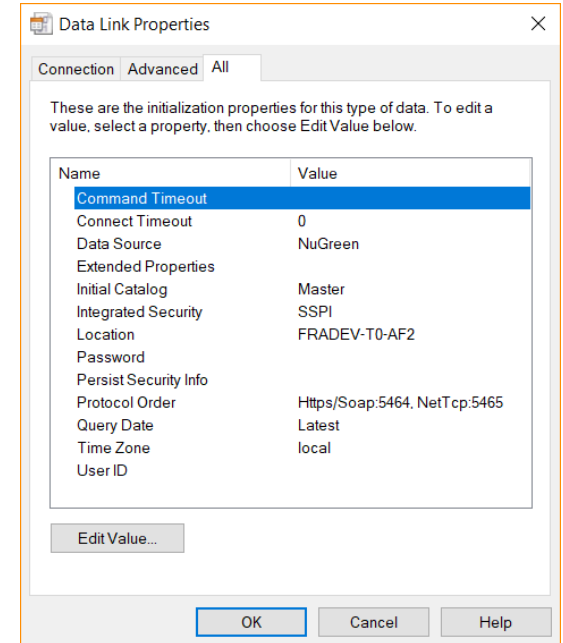 Data Link Properties
Connection Advanced All
These are the initialization properties for this type of data. To edit a
value, select a property, then choose Edit Value below.
Name Value
Command Timeout
Connect Timeout 0
Data Source NuGreen
Extended Properties
Initial Catalog Master
Integrated Security SSPI
Location FRADEV-T0-AF2
Password
Persist Security Info
Protocol Order Https/Soap:5464, NetTcp:5465
Query Date Latest
Time Zone local
User ID
Edit Value...
OK Cancel Help